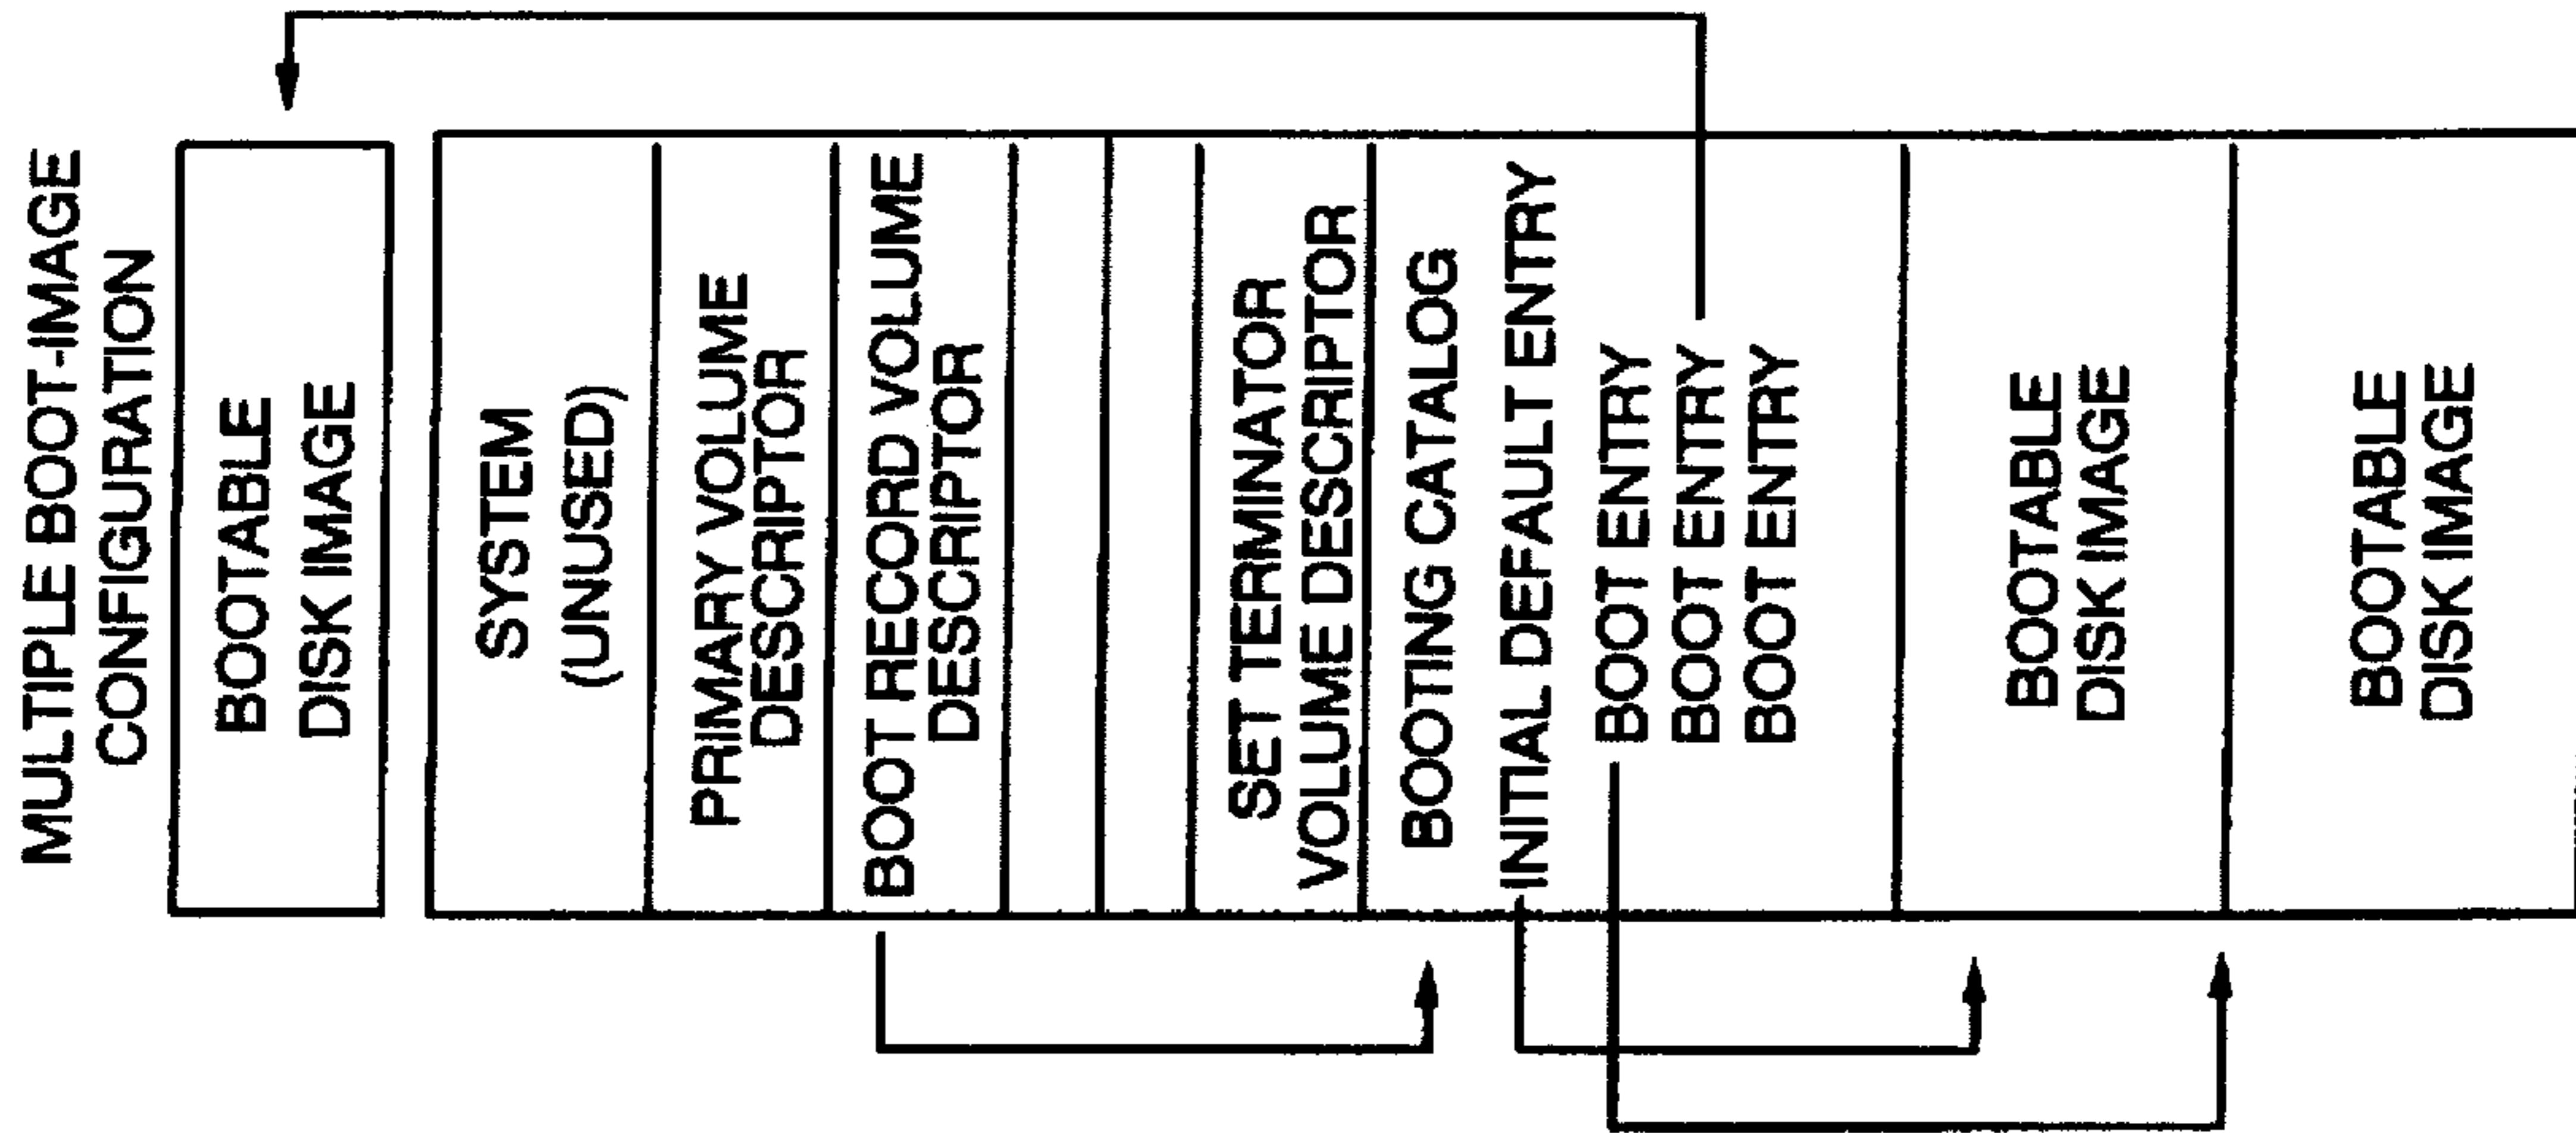 MULTIPLE BOOT-IMAGE
CONFIGURATION
BOOTABLE
DISK IMAGE
SYSTEM
(UNUSED)
PRIMARY VOLUME
DESCRIPTOR
BOOT RECORD VOLUME
DESCRIPTOR
SET TERMINATOR
VOLUME DESCRIPTOR
BOOTING CATALOG
INITIAL DEFAULT ENTRY
BOOT ENTRY
BOOT ENTRY
BOOT ENTRY
BOOTABLE
DISK IMAGE
BOOTABLE
DISK IMAGE